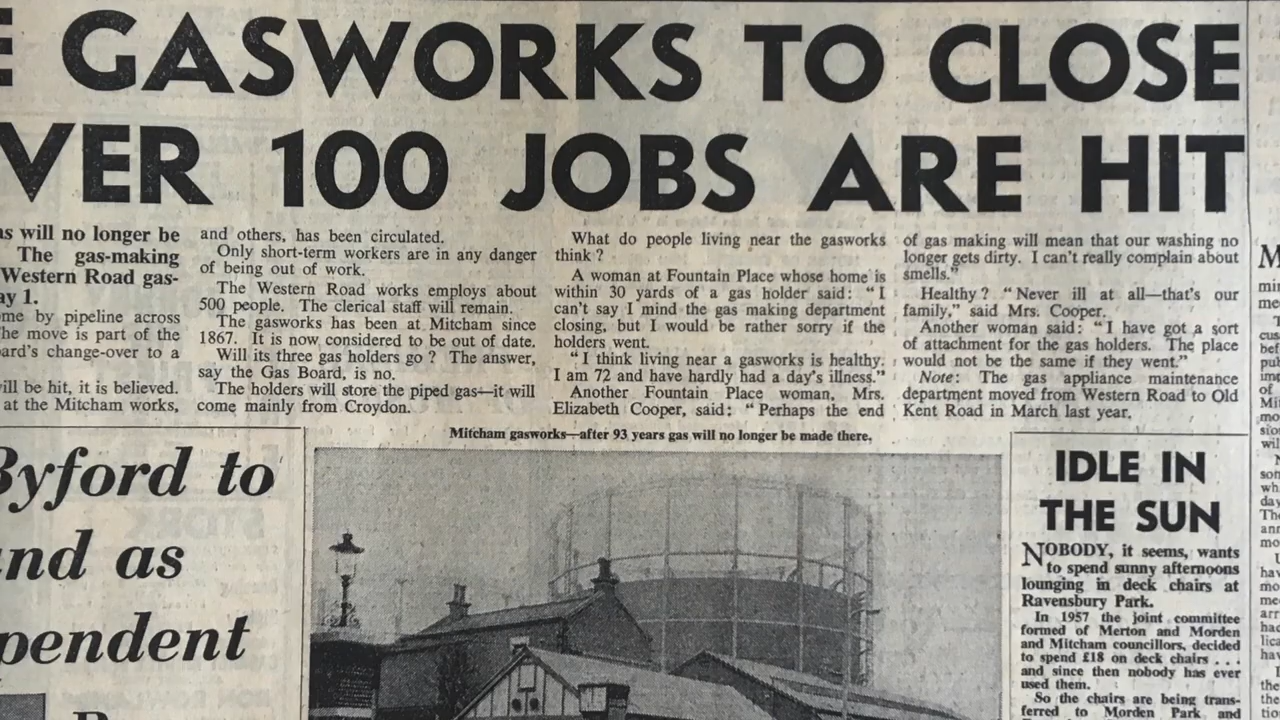 GASWORKS TO CLOSE
VER 100 JOBS ARE HIT
as will no longer be
The gas-making
Western Road gas-
ay 1.
me by pipeline across
he move is part of the
ard's change-over to a
ill be hit, it is believed.
at the Mitcham works,
and others, has been circulated.
Only short-term workers are in any danger
of being out of work.
The Western Road works employs about
500 people. The clerical staff will remain.
The gasworks has been at Mitcham since
1867. It is now considered to be out of date.
Will its three gas holders go? The answer,
say the Gas Board, is no.
The holders will store the piped gas—it will
come mainly from Croydon.
What do people living near the gasworks
think?
A woman at Fountain Place whose home is
within 30 yards of a gas holder said: "I
can't say I mind the gas making department
closing, but I would be rather sorry if the
holders went.
"I think living near a gasworks is healthy.
I am 72 and have hardly had a day's illness."
Another Fountain Place woman, Mrs.
Elizabeth Cooper, said: "Perhaps the end
of gas making will mean that our washing no
longer gets dirty. I can't really complain about
smells."
Healthy? "Never ill at all—that's our
family," said Mrs. Cooper.
Another woman said: "I have got a sort
of attachment for the gas holders. The place
would not be the same if they went."
Note: The gas appliance maintenance
department moved from Western Road to Old
Kent Road in March last year.
Mitcham gasworks—after 93 years gas will no longer be made there.
Byford to
nd as
pendent
IDLE IN
THE SUN
NOBODY, it seems, wants
to spend sunny afternoons
lounging in deck chairs at
Ravensbury Park.
In 1957 the joint committee
formed of Merton and Morden
and Mitcham councillors, decided
to spend £18 on deck chairs . . .
and since then nobody has ever
used them.
So the chairs are being trans-
ferred to Morden Park and